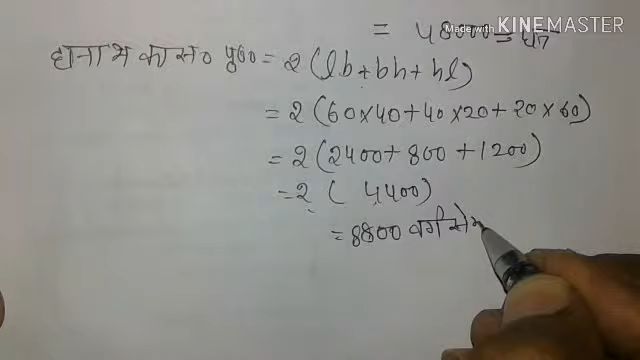 Made with KINEMASTER
= 48000 घन
घनाभ का स० पृ० = 2 (lb + bh + hl)
= 2 (60×40 + 40×20 + 20×60)
= 2 (2400 + 800 + 1200)
= 2 ( 4400)
= 8800 वर्ग सेम